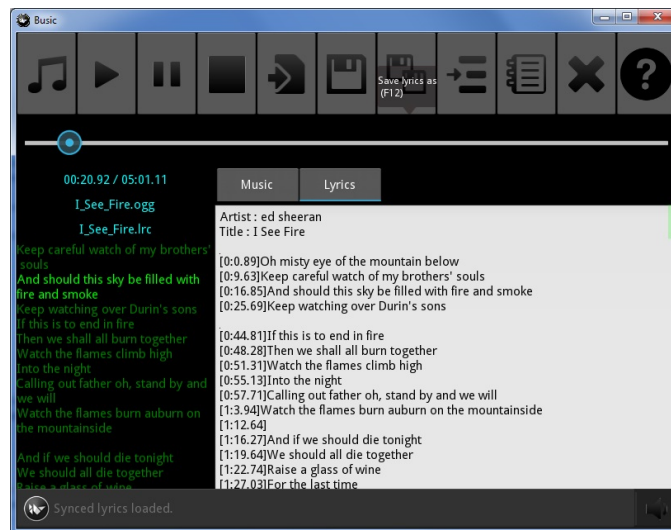 Busic
Save lyrics as
(F12)
00:20.92 / 05:01.11
I_See_Fire.ogg
I_See_Fire.lrc
Keep careful watch of my brothers'
souls
And should this sky be filled with
fire and smoke
Keep watching over Durin's sons
If this is to end in fire
Then we shall all burn together
Watch the flames climb high
Into the night
Calling out father oh, stand by and
we will
Watch the flames burn auburn on
the mountainside
And if we should die tonight
We should all die together
Raise a glass of wine
Music
Lyrics
Artist : ed sheeran
Title : I See Fire
[0:0.89]Oh misty eye of the mountain below
[0:9.63]Keep careful watch of my brothers' souls
[0:16.85]And should this sky be filled with fire and smoke
[0:25.69]Keep watching over Durin's sons
[0:44.81]If this is to end in fire
[0:48.28]Then we shall all burn together
[0:51.31]Watch the flames climb high
[0:55.13]Into the night
[0:57.71]Calling out father oh, stand by and we will
[1:3.94]Watch the flames burn auburn on the mountainside
[1:12.64]
[1:16.27]And if we should die tonight
[1:19.64]We should all die together
[1:22.74]Raise a glass of wine
[1:27.03]For the last time
Synced lyrics loaded.